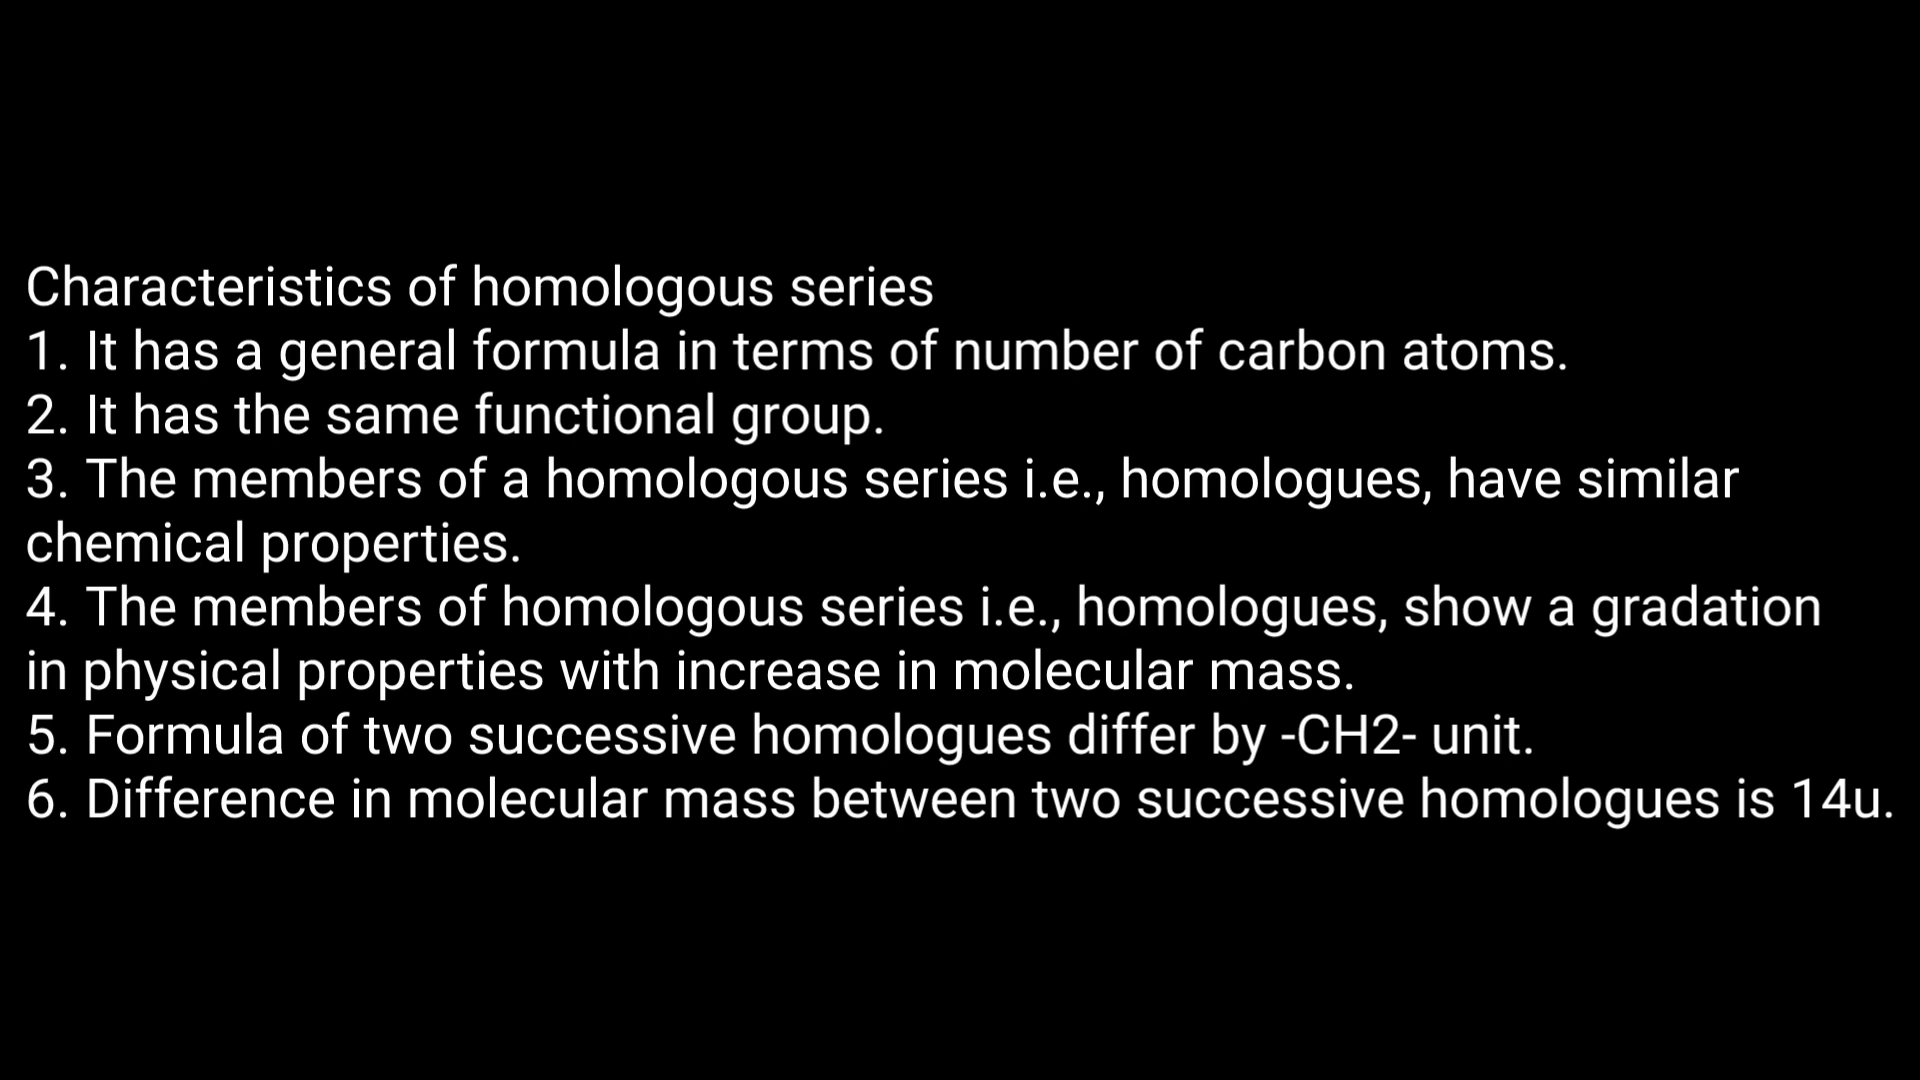 Characteristics of homologous series
1. It has a general formula in terms of number of carbon atoms.
2. It has the same functional group.
3. The members of a homologous series i.e., homologues, have similar
chemical properties.
4. The members of homologous series i.e., homologues, show a gradation
in physical properties with increase in molecular mass.
5. Formula of two successive homologues differ by -CH2- unit.
6. Difference in molecular mass between two successive homologues is 14u.